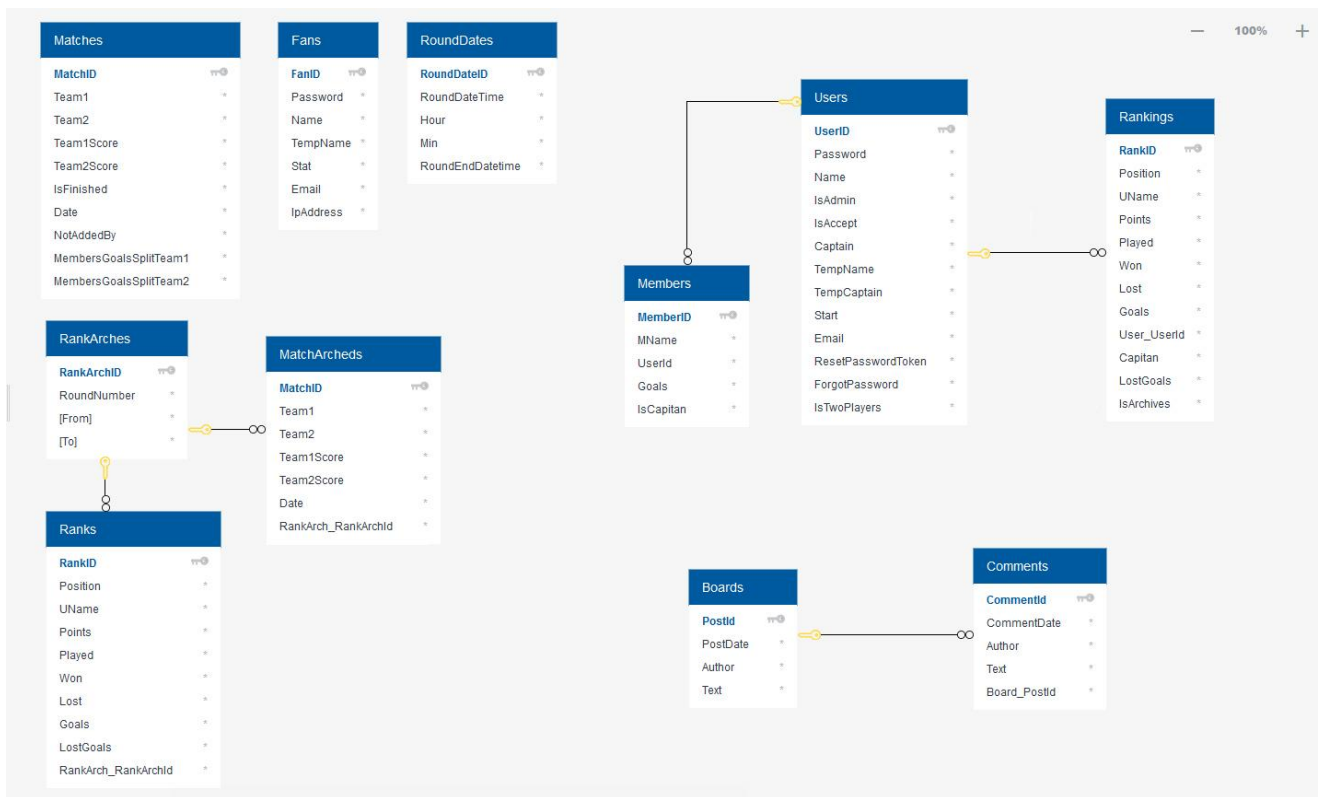 Matches
MatchID
Team1
Team2
Team1Score
Team2Score
IsFinished
Date
NotAddedBy
MembersGoalsSplitTeam1
MembersGoalsSplitTeam2
Fans
FanID
Password
Name
TempName
Stat
Email
IpAddress
RoundDates
RoundDateID
RoundDateTime
Hour
Min
RoundEndDatetime
100%
Users
UserID
Password
Name
IsAdmin
IsAccept
Captain
TempName
TempCaptain
Start
Email
ResetPasswordToken
ForgotPassword
IsTwoPlayers
Rankings
RankID
Position
UName
Points
Played
Won
Lost
Goals
User_UserId
Capitan
LostGoals
IsArchives
Members
MemberID
MName
UserId
Goals
IsCapitan
RankArches
RankArchID
RoundNumber
[From]
[To]
MatchArcheds
MatchID
Team1
Team2
Team1Score
Team2Score
Date
RankArch_RankArchId
Ranks
RankID
Position
UName
Points
Played
Won
Lost
Goals
LostGoals
RankArch_RankArchId
Boards
PostId
PostDate
Author
Text
Comments
CommentId
CommentDate
Author
Text
Board_PostId